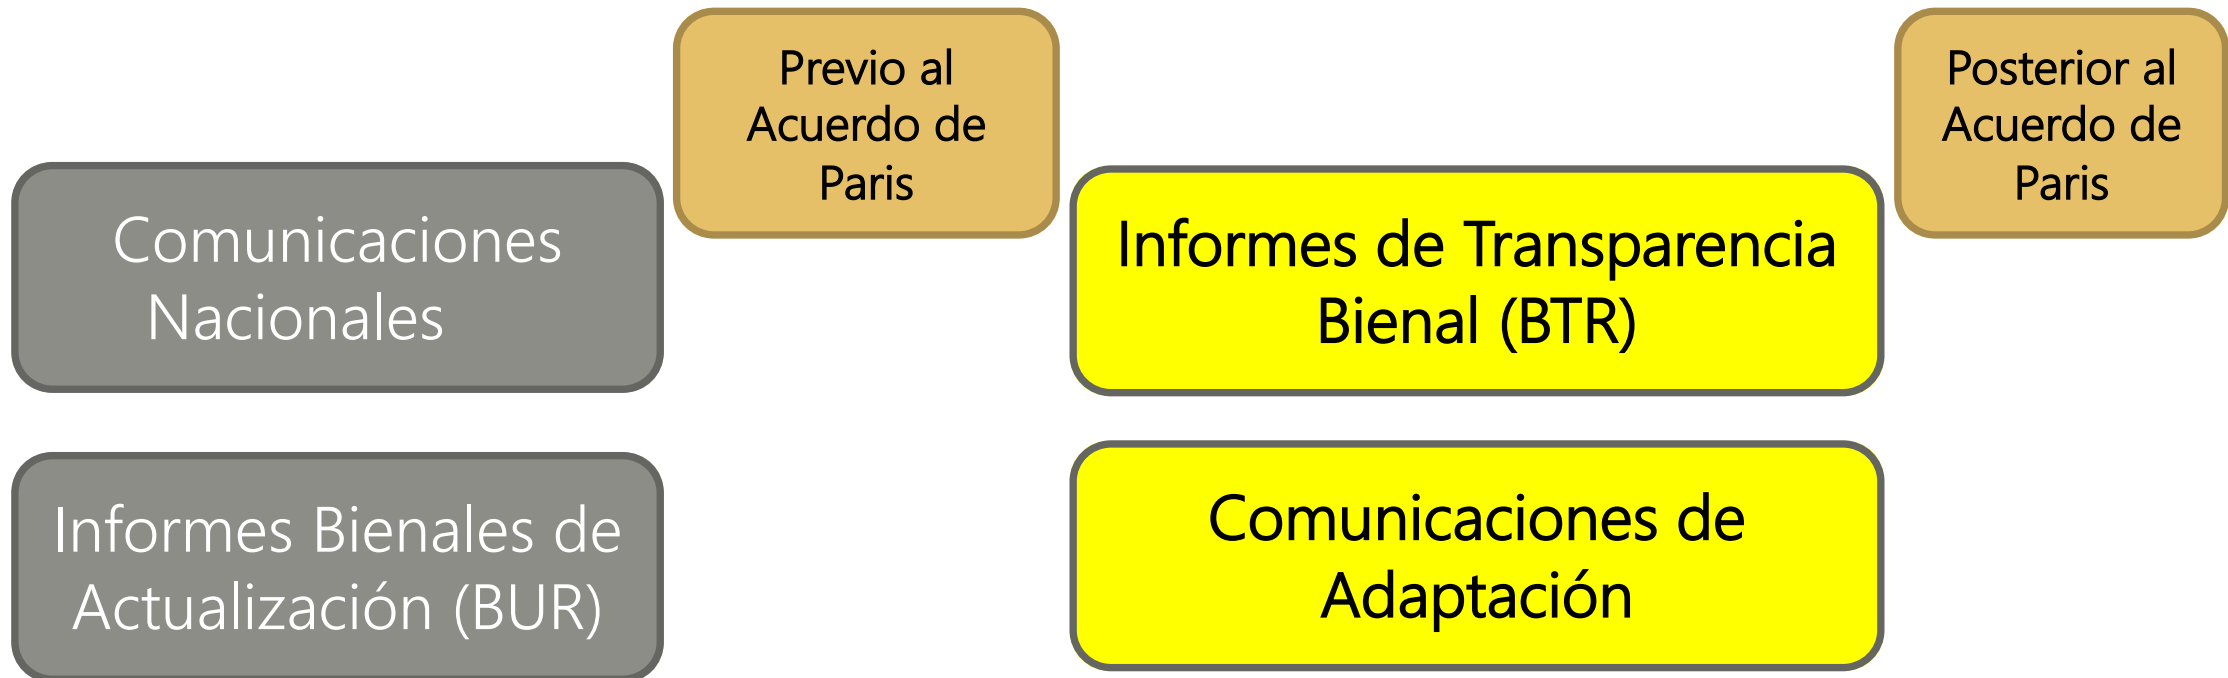 Previo al
Acuerdo de
Paris
Posterior al
Acuerdo de
Paris
Comunicaciones
Nacionales
Informes de Transparencia
Bienal (BTR)
Informes Bienales de
Actualización (BUR)
Comunicaciones de
Adaptación